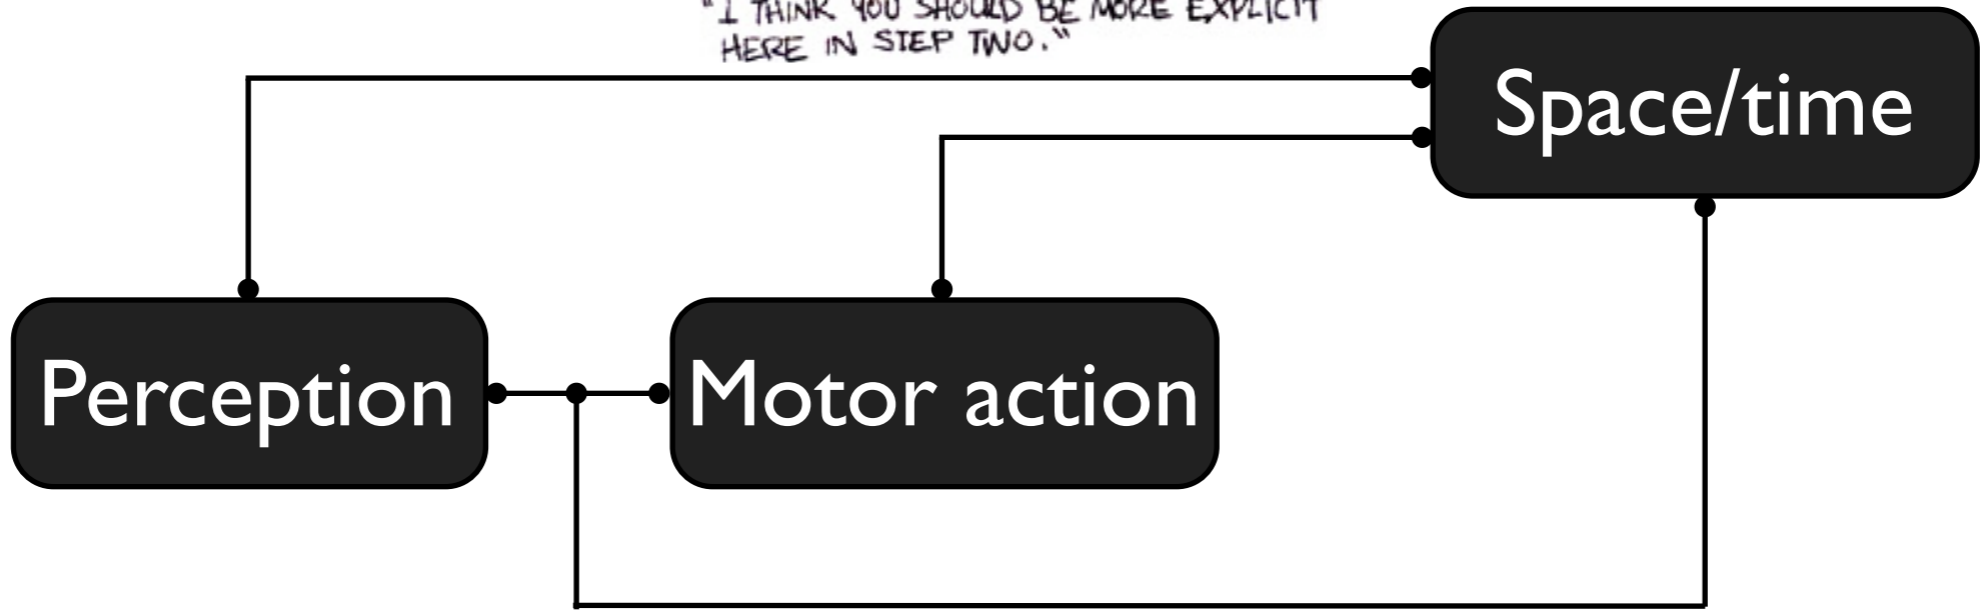 "I THINK YOU SHOULD BE MORE EXPLICIT
HERE IN STEP TWO."
Space/time
Perception
Motor action